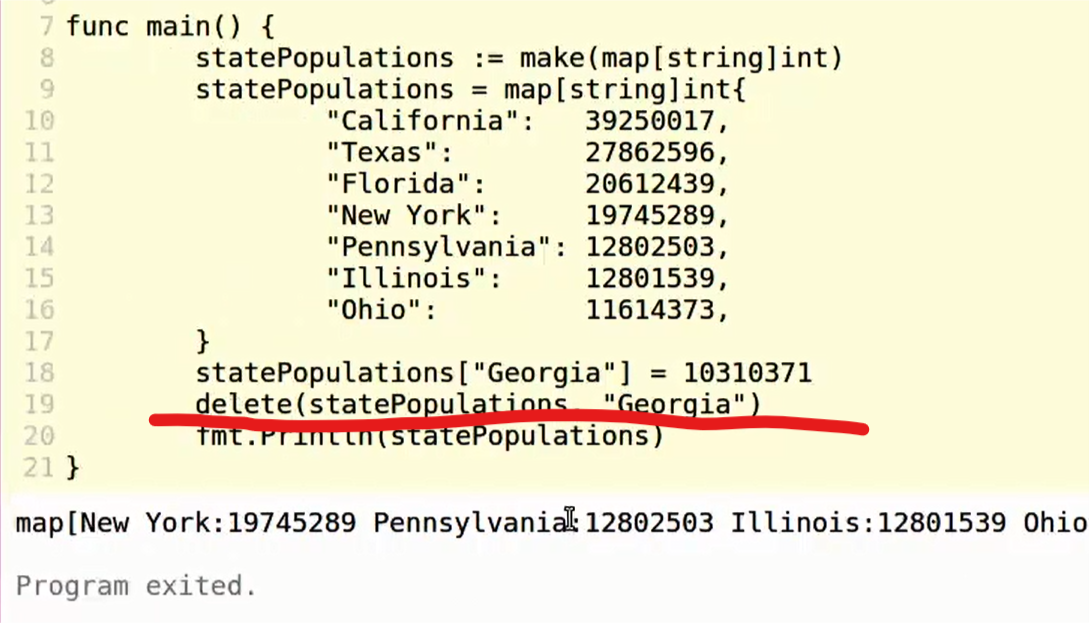 7 func main() {
8 statePopulations := make(map[string]int)
9 statePopulations = map[string]int{
10 "California": 39250017,
11 "Texas": 27862596,
12 "Florida": 20612439,
13 "New York": 19745289,
14 "Pennsylvania": 12802503,
15 "Illinois": 12801539,
16 "Ohio": 11614373,
17 }
18 statePopulations["Georgia"] = 10310371
19 delete(statePopulations, "Georgia")
20 fmt.Println(statePopulations)
21 }
map[New York:19745289 Pennsylvania:12802503 Illinois:12801539 Ohio
Program exited.